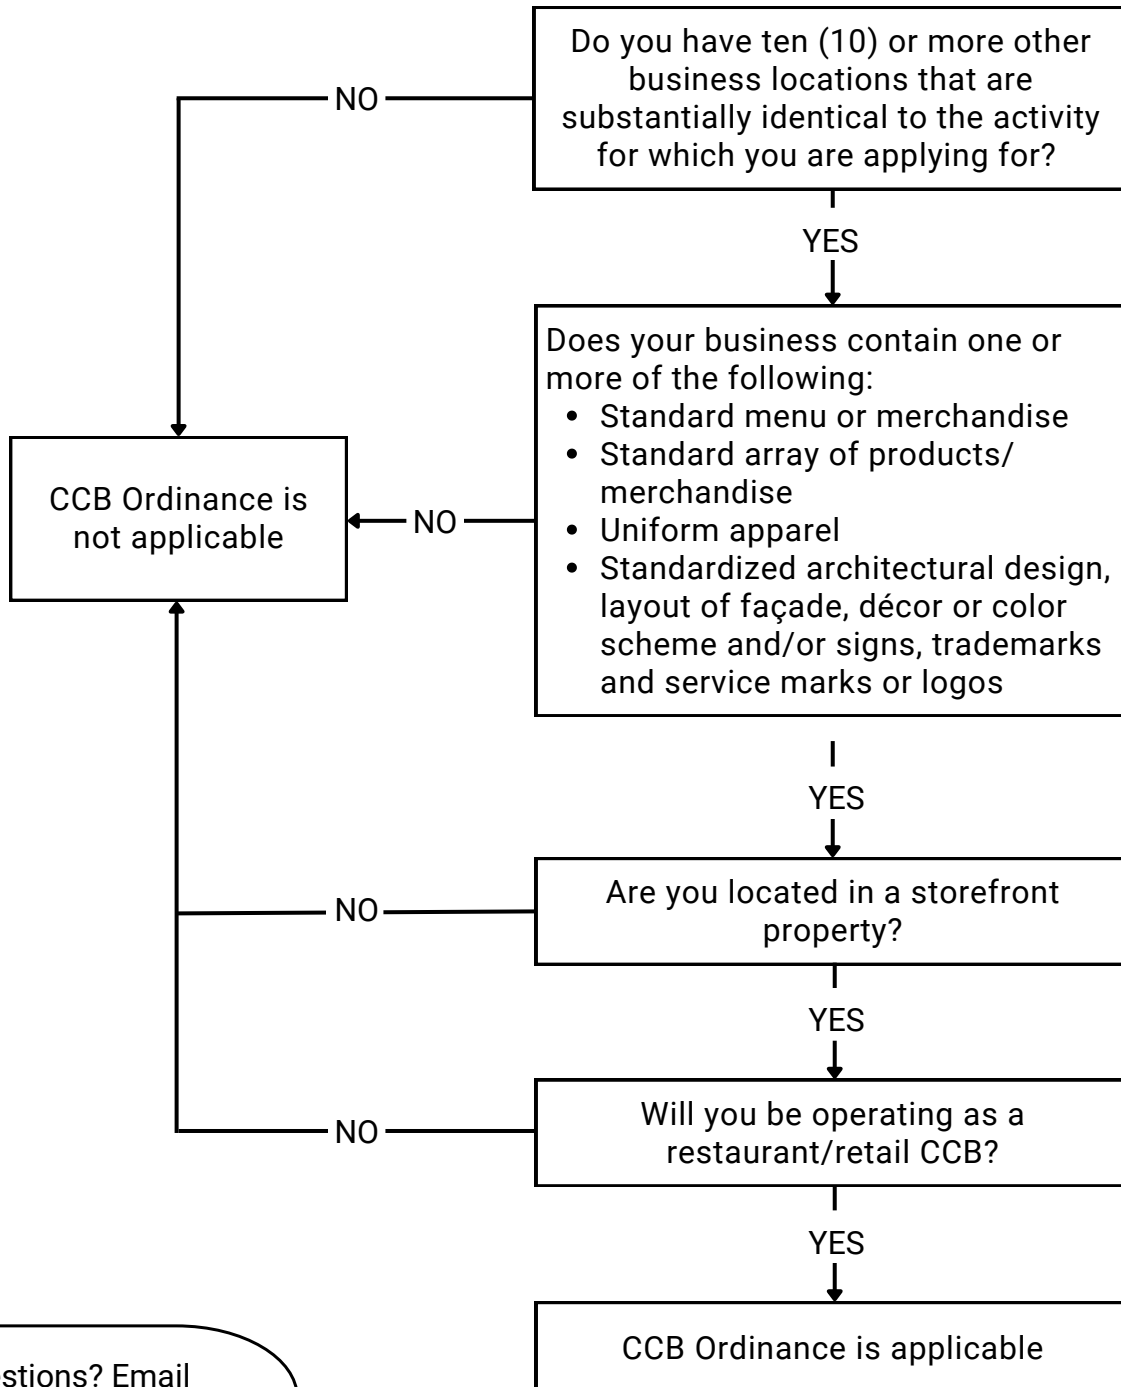 Do you have ten (10) or more other
business locations that are
substantially identical to the activity
for which you are applying for?
NO
YES
Does your business contain one or
more of the following:
• Standard menu or merchandise
• Standard array of products/
merchandise
• Uniform apparel
• Standardized architectural design,
layout of façade, décor or color
scheme and/or signs, trademarks
and service marks or logos
CCB Ordinance is
not applicable
NO
YES
Are you located in a storefront
property?
NO
YES
Will you be operating as a
restaurant/retail CCB?
NO
YES
CCB Ordinance is applicable
Email